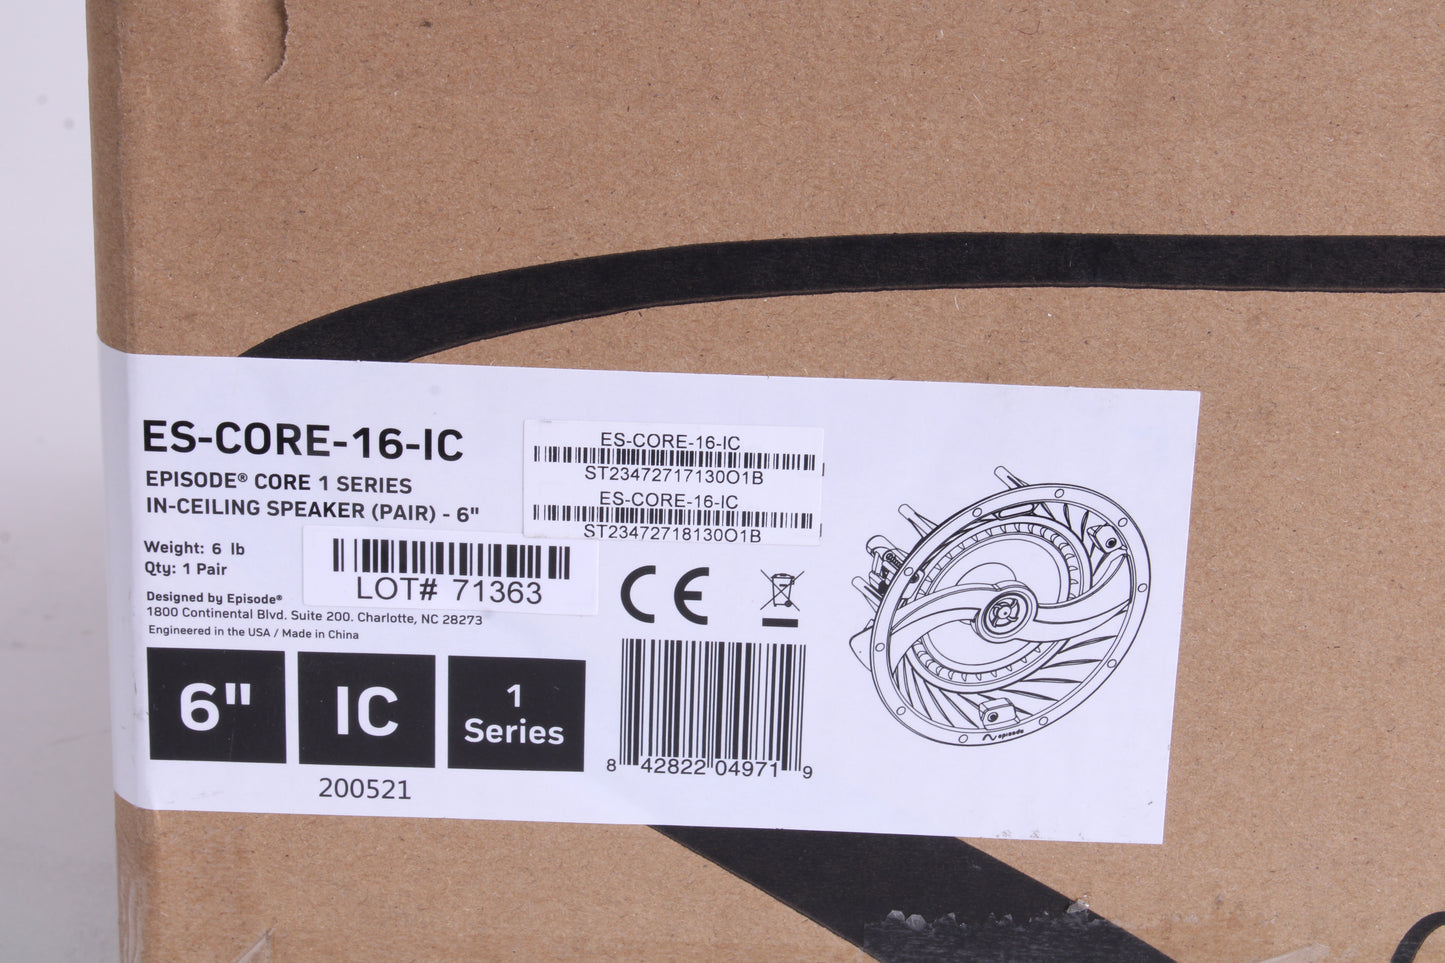 ES-CORE-16-IC
EPISODE® CORE 1 SERIES
IN-CEILING SPEAKER (PAIR) - 6"
Weight: 6 lb
Qty: 1 Pair
Designed by Episode®
1800 Continental Blvd. Suite 200. Charlotte, NC 28273
Engineered in the USA / Made in China
ES-CORE-16-IC
ST23472717130O1B
ES-CORE-16-IC
ST23472718130O1B
LOT# 71363
CE
6"
IC
1
Series
200521
8 42822 04971 9
episode